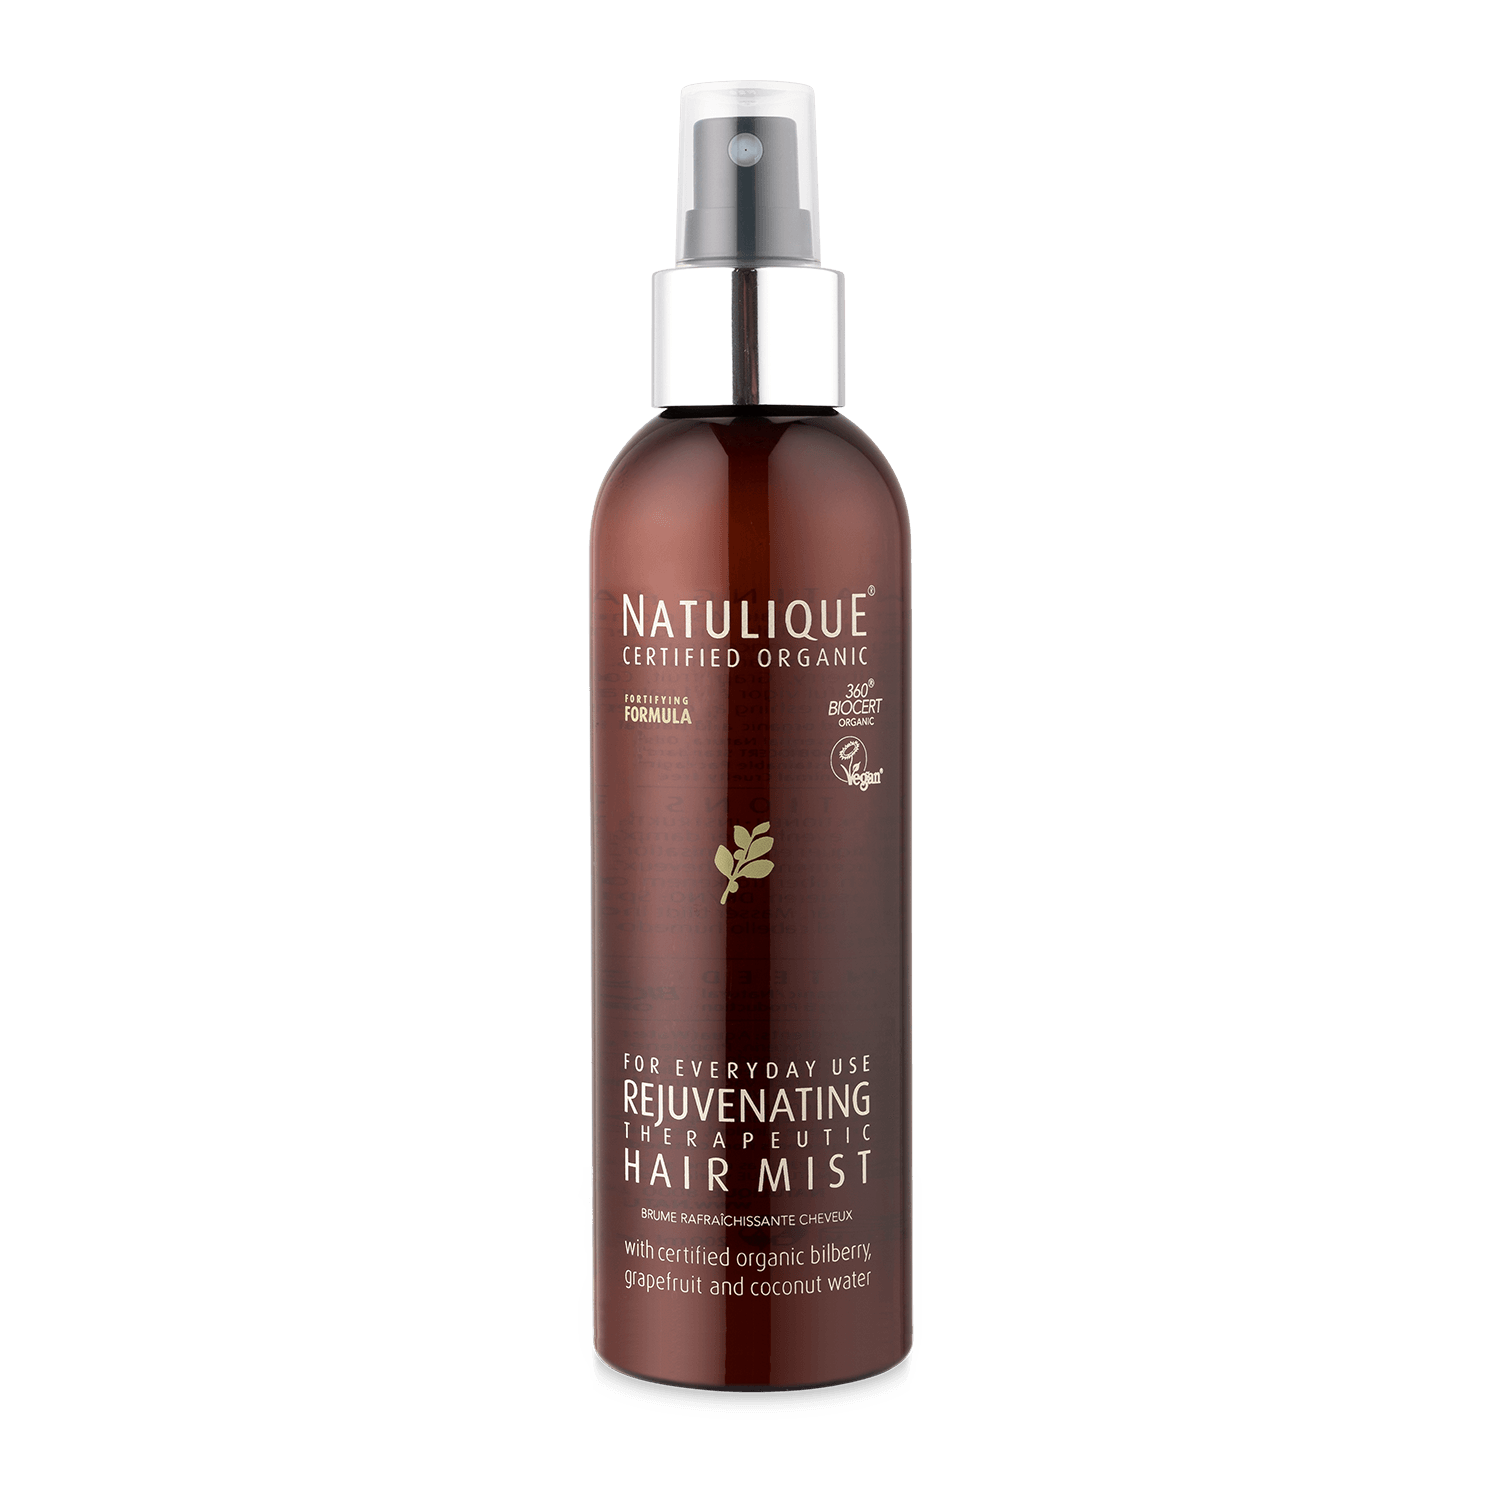 NATULIQUE®
CERTIFIED ORGANIC
FORTIFYING
FORMULA
360®
BIOCERT
ORGANIC
Vegan®
FOR EVERYDAY USE
REJUVENATING
THERAPEUTIC
HAIR MIST
BRUME RAFRAÎCHISSANTE CHEVEUX
with certified organic bilberry,
grapefruit and coconut water